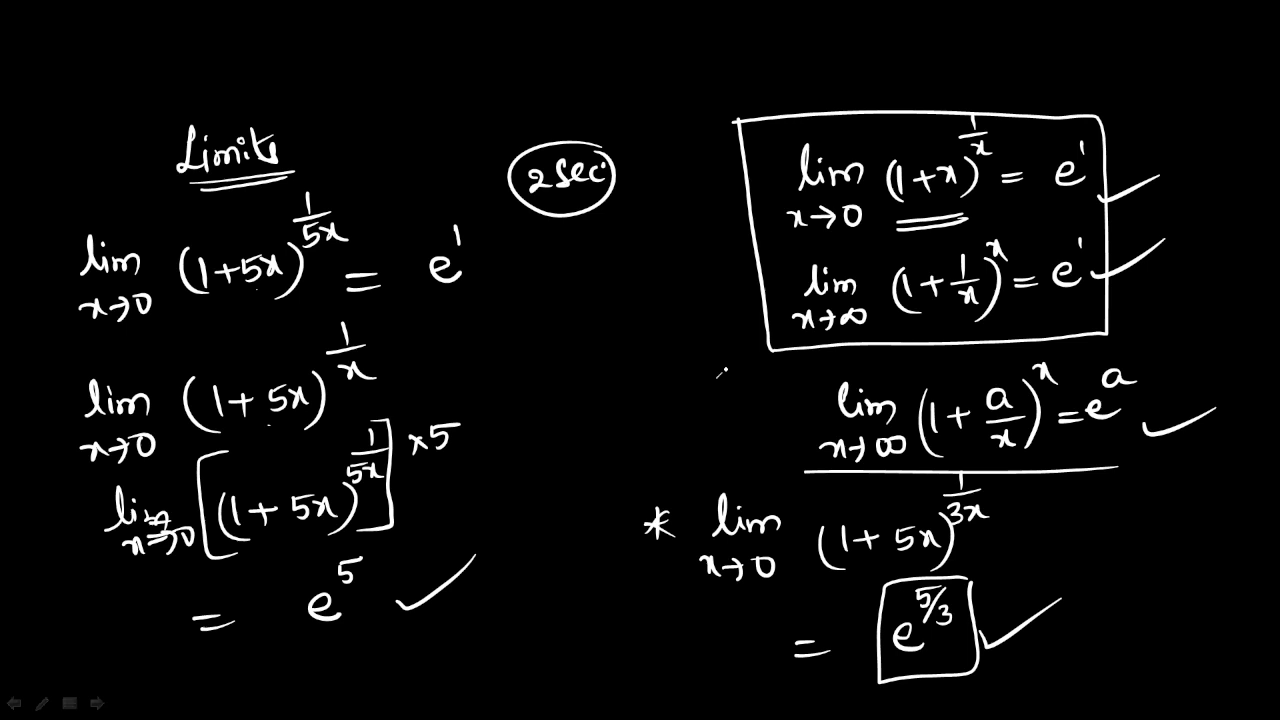 Limits
lim x→0 (1+5x)^(1/5x) = e^1
lim x→0 (1+5x)^(1/x)
lim x→0 [(1+5x)^(1/5x)]^×5
= e^5 ✓
2 sec
lim x→0 (1+x)^(1/x) = e^1 ✓
lim x→∞ (1+1/x)^x = e^1 ✓
lim x→∞ (1+a/x)^x = e^a ✓
* lim x→0 (1+5x)^(1/3x)
= e^(5/3) ✓